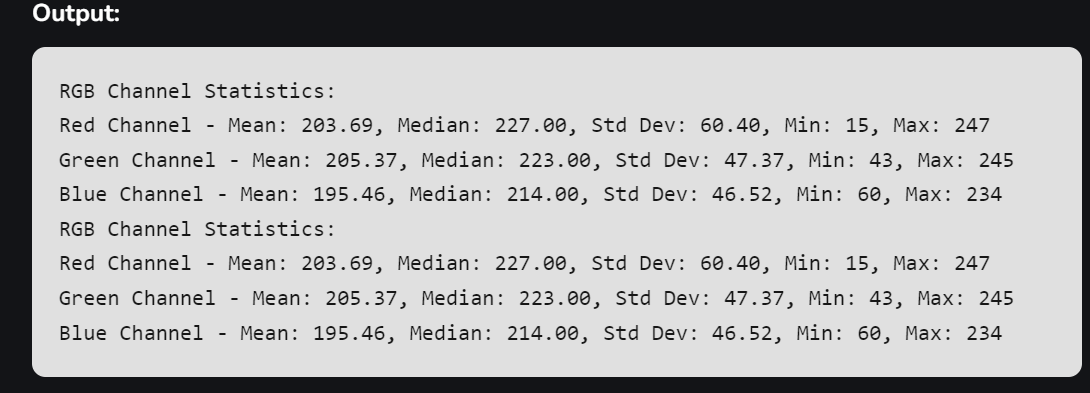 Output:
RGB Channel Statistics:
Red Channel - Mean: 203.69, Median: 227.00, Std Dev: 60.40, Min: 15, Max: 247
Green Channel - Mean: 205.37, Median: 223.00, Std Dev: 47.37, Min: 43, Max: 245
Blue Channel - Mean: 195.46, Median: 214.00, Std Dev: 46.52, Min: 60, Max: 234
RGB Channel Statistics:
Red Channel - Mean: 203.69, Median: 227.00, Std Dev: 60.40, Min: 15, Max: 247
Green Channel - Mean: 205.37, Median: 223.00, Std Dev: 47.37, Min: 43, Max: 245
Blue Channel - Mean: 195.46, Median: 214.00, Std Dev: 46.52, Min: 60, Max: 234